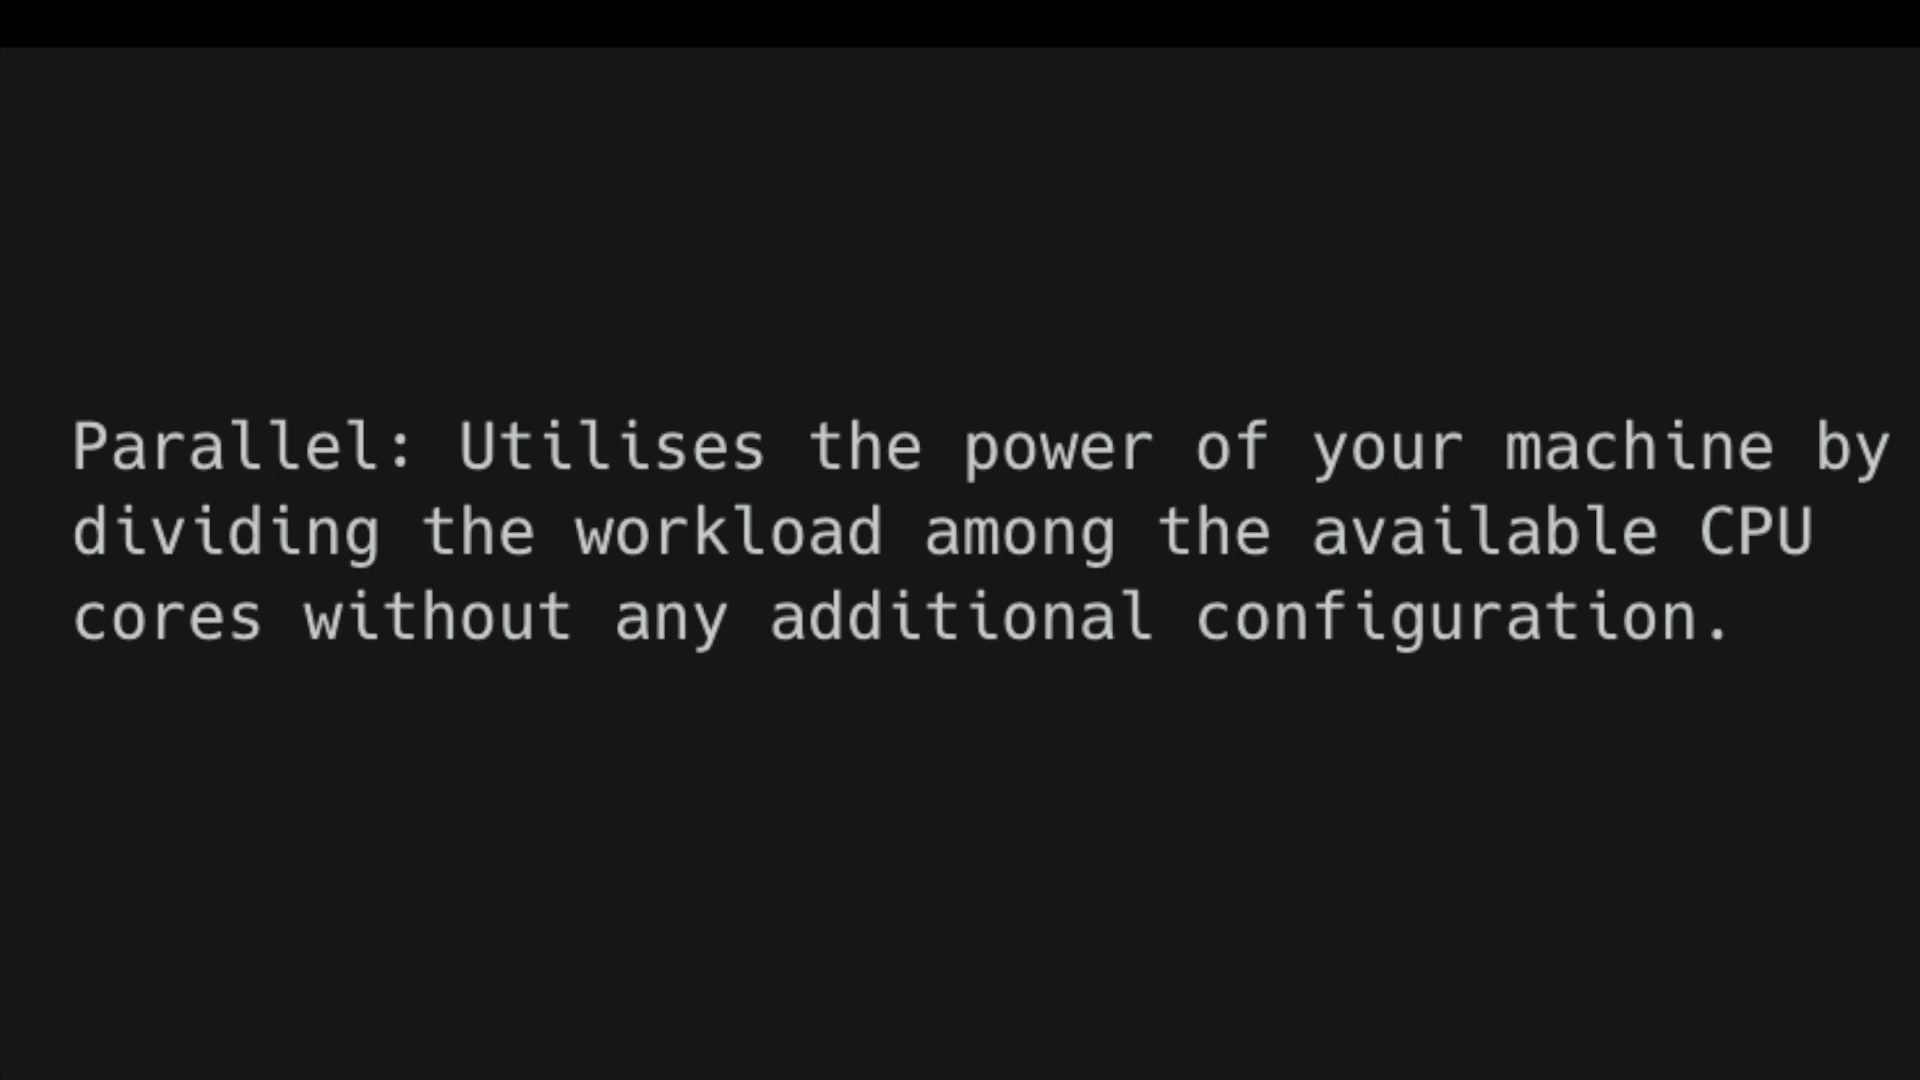 Parallel: Utilises the power of your machine by
dividing the workload among the available CPU
cores without any additional configuration.